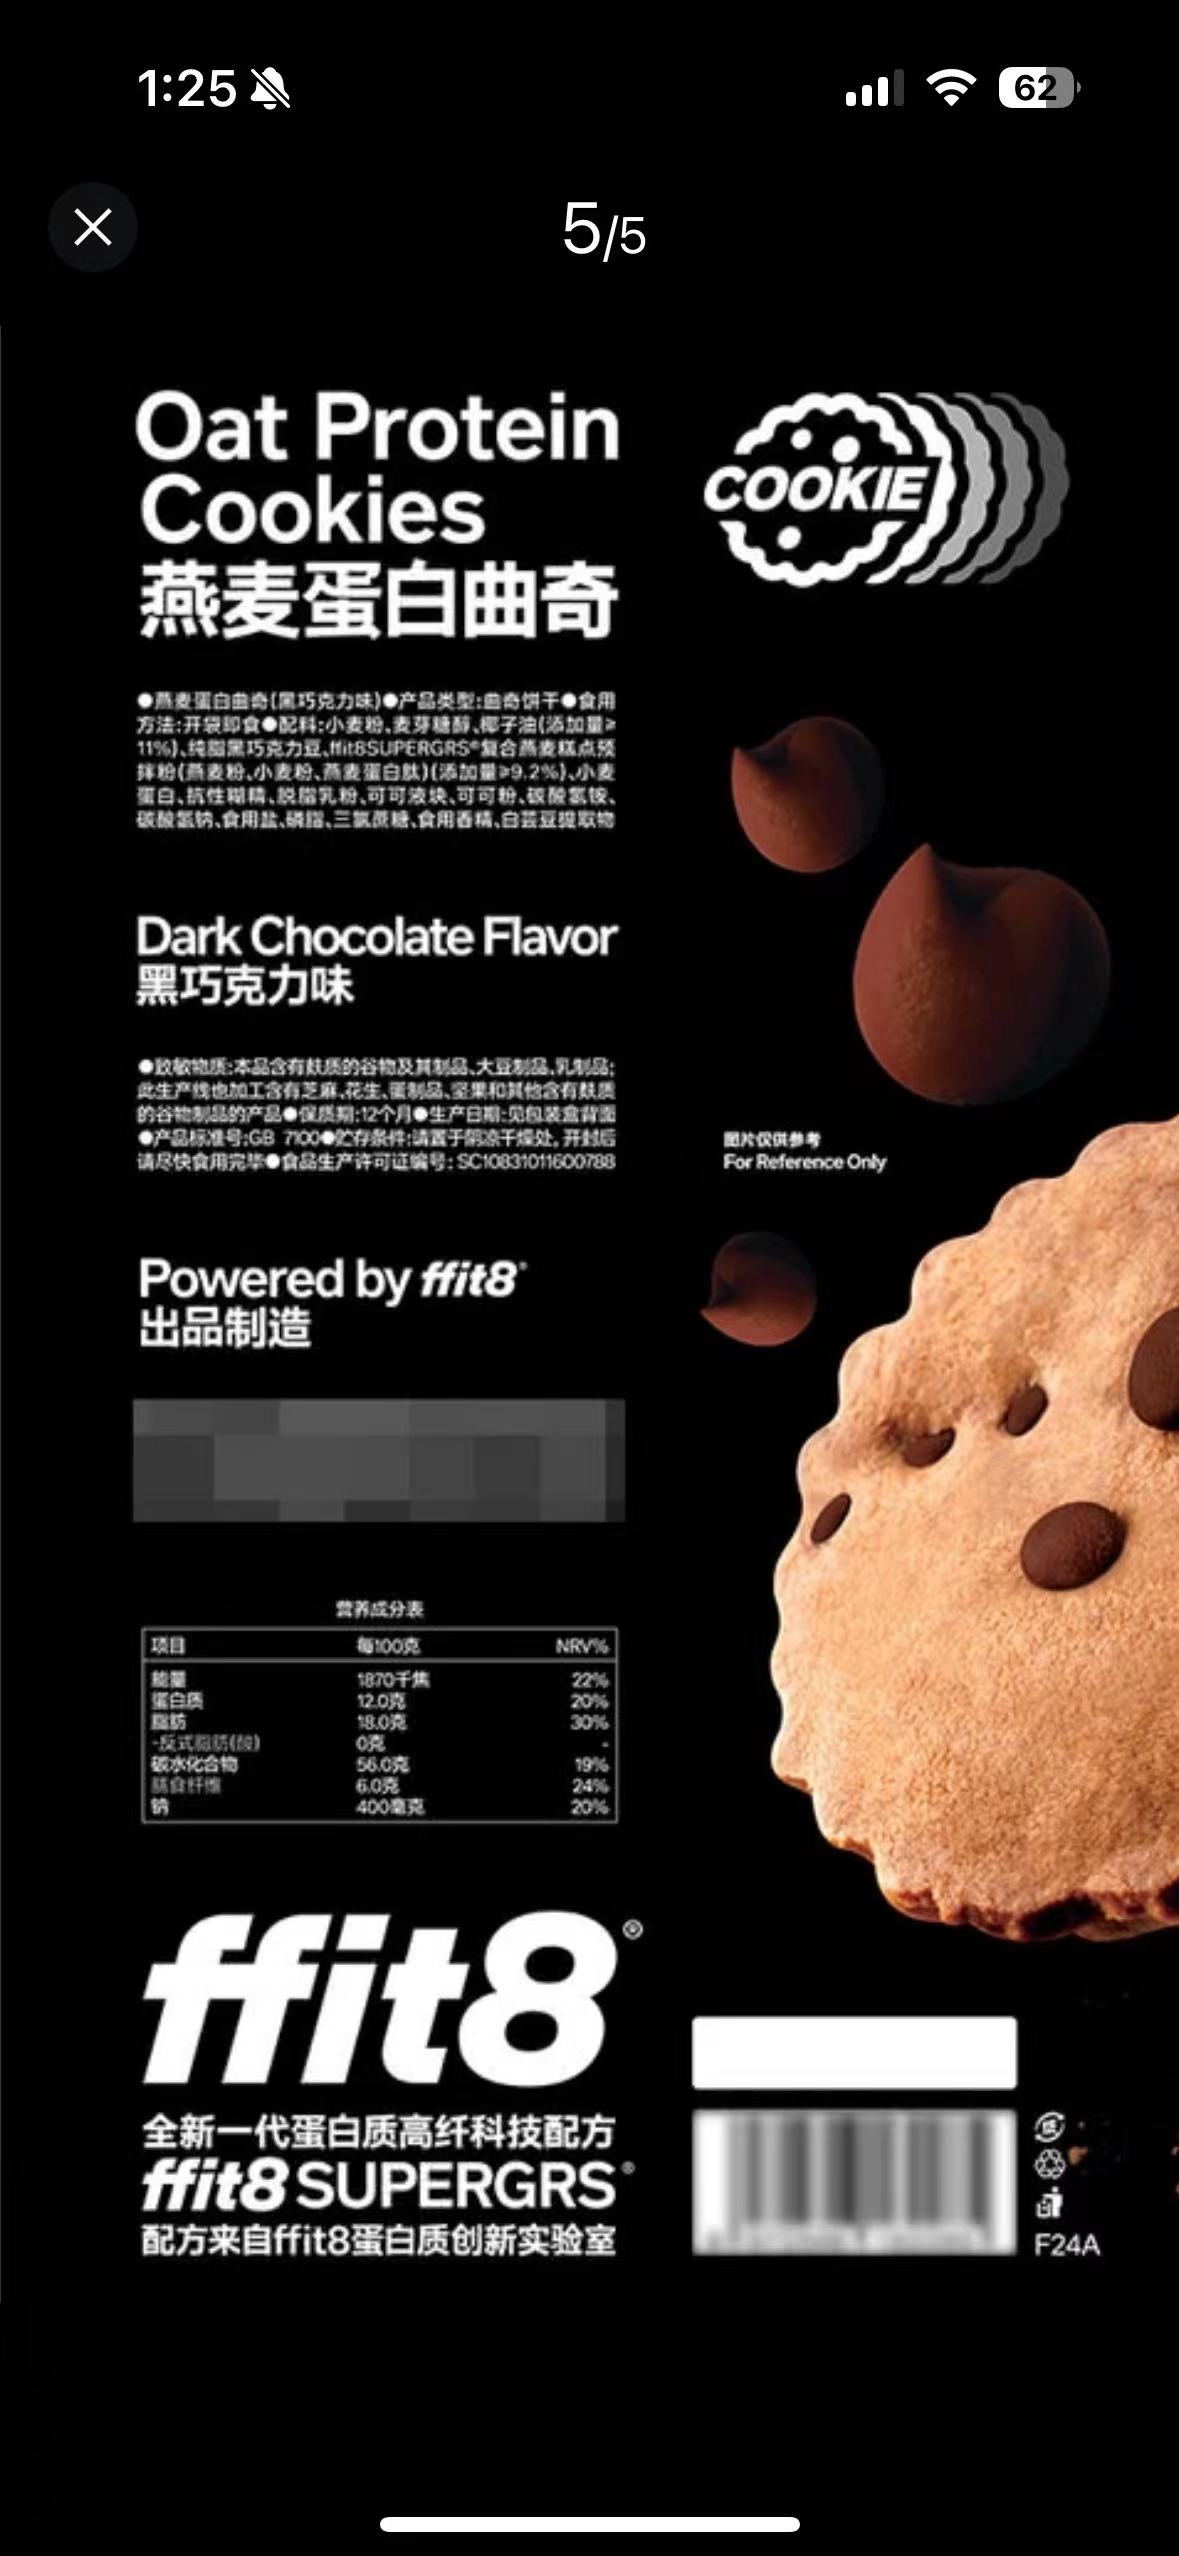 1:25
62
5/5
Oat Protein
Cookies
燕麦蛋白曲奇
COOKIE
●燕麦蛋白曲奇(黑巧克力味)●产品类型:曲奇饼干●食用
方法:开袋即食●配料:小麦粉、麦芽糖醇、椰子油(添加量≥
11%)、纯脂黑巧克力豆、ffit8SUPERGRS®复合燕麦糕点预
拌粉(燕麦粉、小麦粉、燕麦蛋白肽)(添加量≥9.2%)、小麦
蛋白、抗性糊精、脱脂乳粉、可可液块、可可粉、碳酸氢铵、
碳酸氢钠、食用盐、磷脂、三氯蔗糖、食用香精、白芸豆提取物
Dark Chocolate Flavor
黑巧克力味
●致敏物质:本品含有麸质的谷物及其制品、大豆制品、乳制品;
此生产线也加工含有芝麻、花生、蛋制品、坚果和其他含有麸质
的谷物制品的产品●保质期:12个月●生产日期:见包装盒背面
●产品标准号:GB 7100●贮存条件:请置于阴凉干燥处,开封后
请尽快食用完毕●食品生产许可证编号: SC10831011600788
图片仅供参考
For Reference Only
Powered by ffit8®
出品制造
营养成分表
项目 每100克 NRV%
能量 1870千焦 22%
蛋白质 12.0克 20%
脂肪 18.0克 30%
-反式脂肪(酸) 0克 -
碳水化合物 56.0克 19%
膳食纤维 6.0克 24%
钠 400毫克 20%
ffit8®
全新一代蛋白质高纤科技配方
ffit8 SUPERGRS®
配方来自ffit8蛋白质创新实验室
F24A